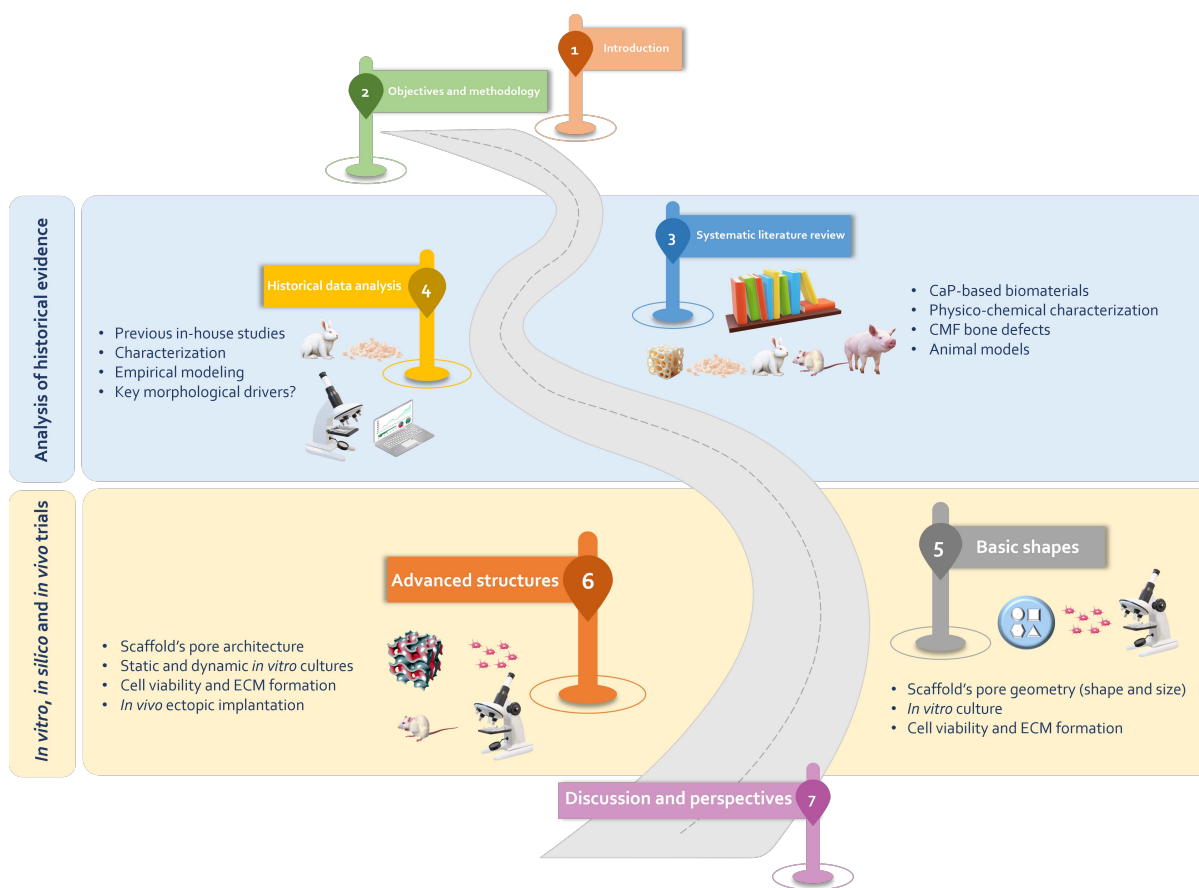 1
Introduction
2
Objectives and methodology
Analysis of historical evidence
3
Systematic literature review
• CaP-based biomaterials
• Physico-chemical characterization
• CMF bone defects
• Animal models
Historical data analysis
4
• Previous in-house studies
• Characterization
• Empirical modeling
• Key morphological drivers?
In vitro, in silico and in vivo trials
5
Basic shapes
• Scaffold's pore geometry (shape and size)
• In vitro culture
• Cell viability and ECM formation
Advanced structures
6
• Scaffold's pore architecture
• Static and dynamic in vitro cultures
• Cell viability and ECM formation
• In vivo ectopic implantation
Discussion and perspectives
7